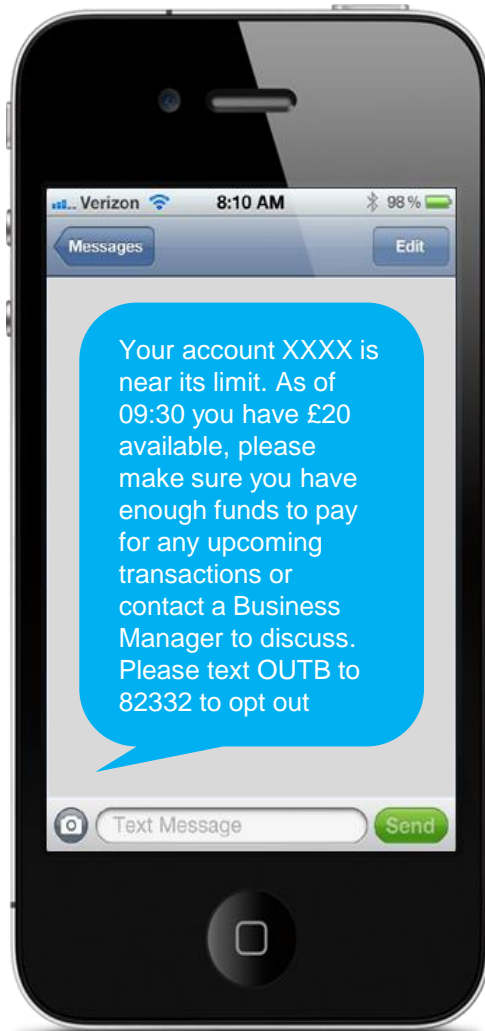 Verizon 8:10 AM 98%
Messages Edit
Your account XXXX is
near its limit. As of
09:30 you have £20
available, please
make sure you have
enough funds to pay
for any upcoming
transactions or
contact a Business
Manager to discuss.
Please text OUTB to
82332 to opt out
Text Message Send